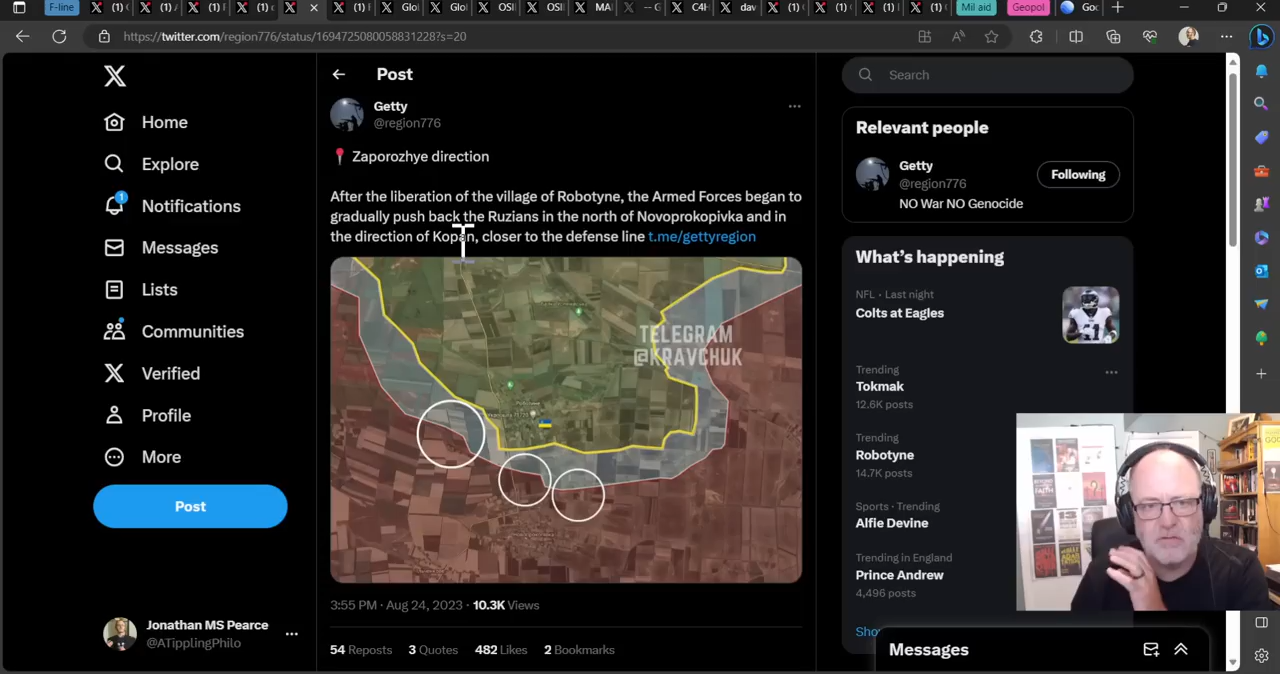 F-line
Mil aid
Geopol
https://twitter.com/region776/status/1694725080058831228?s=20
Home
Explore
1
Notifications
Messages
Lists
Communities
Verified
Profile
More
Post
Jonathan MS Pearce
@ATipplingPhilo
Post
Getty
@region776
Zaporozhye direction
After the liberation of the village of Robotyne, the Armed Forces began to
gradually push back the Ruzians in the north of Novoprokopivka and in
the direction of Kopan, closer to the defense line t.me/gettyregion
TELEGRAM
@KRAVCHUK
3:55 PM · Aug 24, 2023 · 10.3K Views
54 Reposts 3 Quotes 482 Likes 2 Bookmarks
Search
Relevant people
Getty
@region776
Following
NO War NO Genocide
What's happening
NFL · Last night
Colts at Eagles
Trending
Tokmak
12.6K posts
Trending
Robotyne
14.7K posts
Sports · Trending
Alfie Devine
Trending in England
Prince Andrew
4,496 posts
Messages